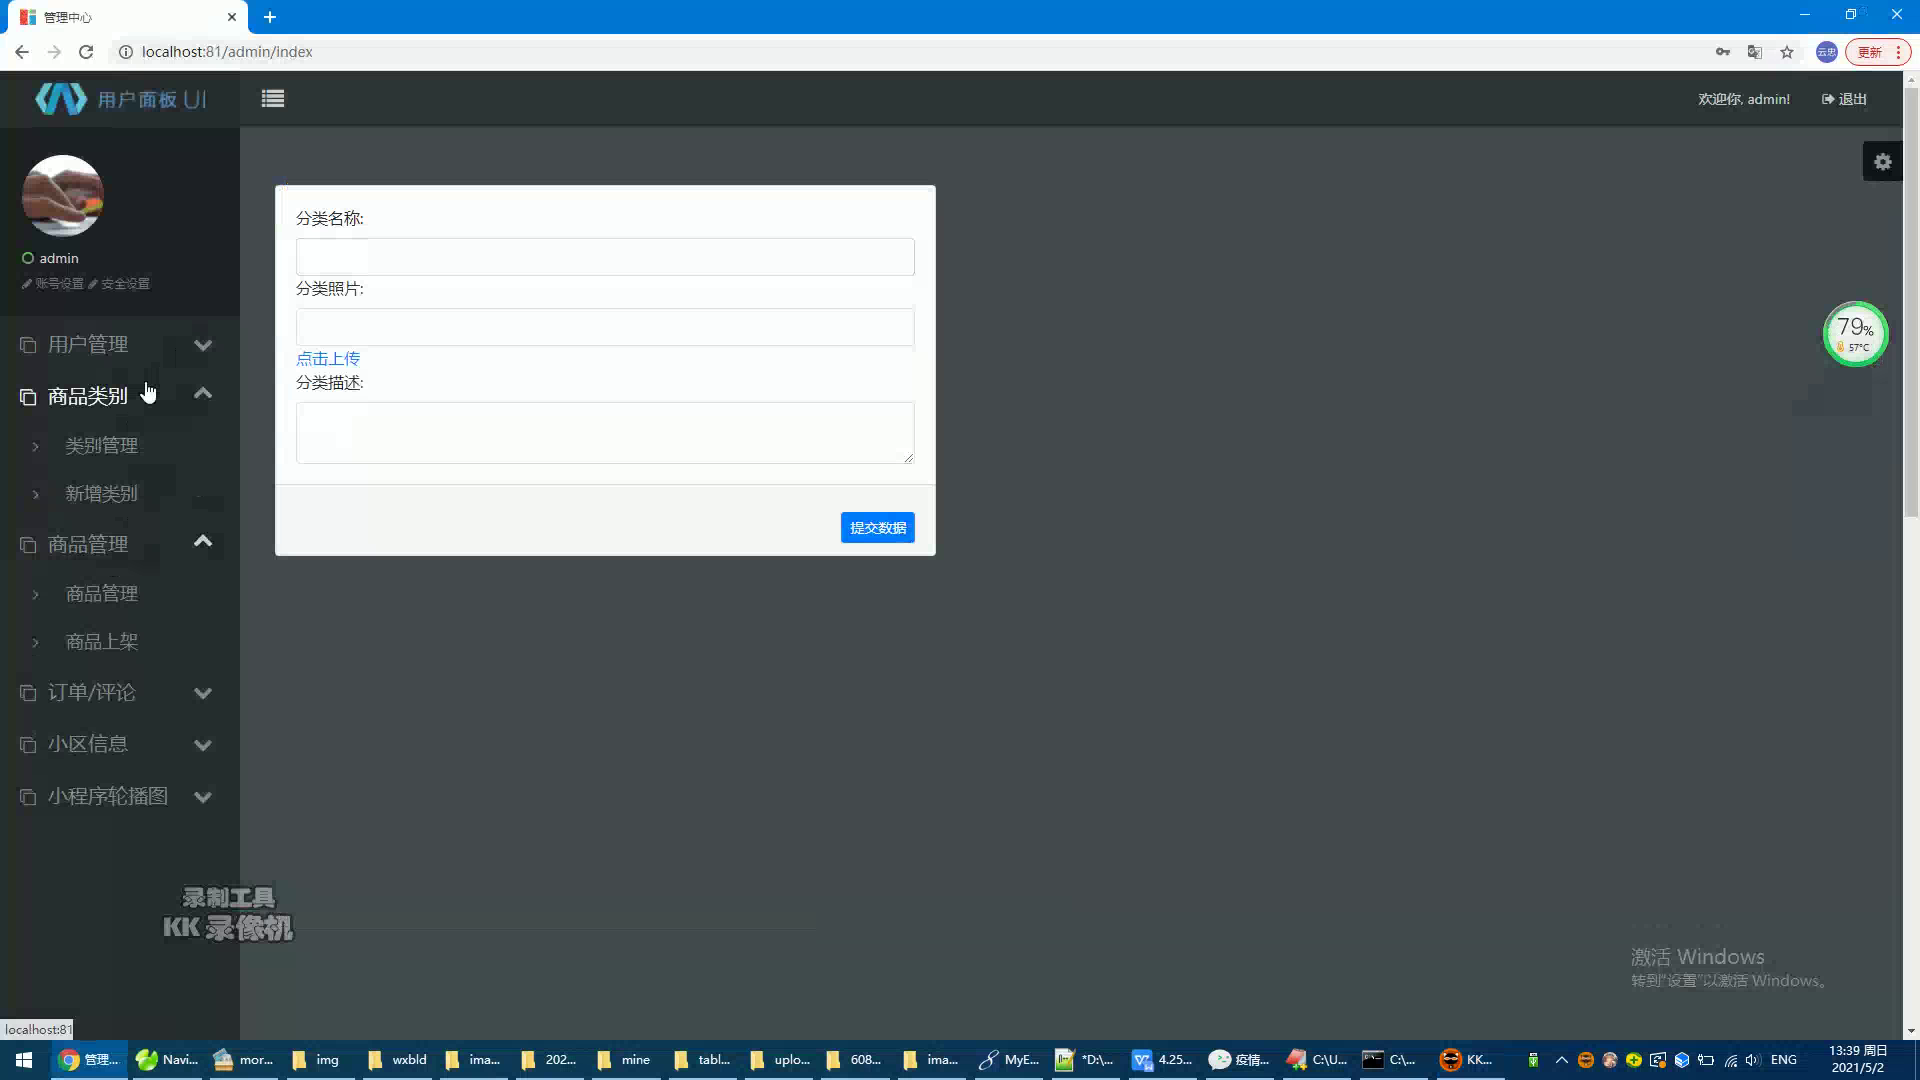 管理中心
localhost:81/admin/index
云思
更新
用户面板 UI
欢迎你, admin!
退出
admin
账号设置 安全设置
用户管理
商品类别
类别管理
新增类别
商品管理
商品管理
商品上架
订单/评论
小区信息
小程序轮播图
分类名称:
分类照片:
点击上传
分类描述:
提交数据
79%
57°C
录制工具
KK 录像机
激活 Windows
转到"设置"以激活 Windows。
localhost:81
管理...
Navi...
mor...
img
wxbld
ima...
202...
mine
tabl...
uplo...
608...
ima...
MyE...
*D:\...
4.25...
疫情...
C:\U...
C:\...
KK...
ENG
13:39 周日
2021/5/2